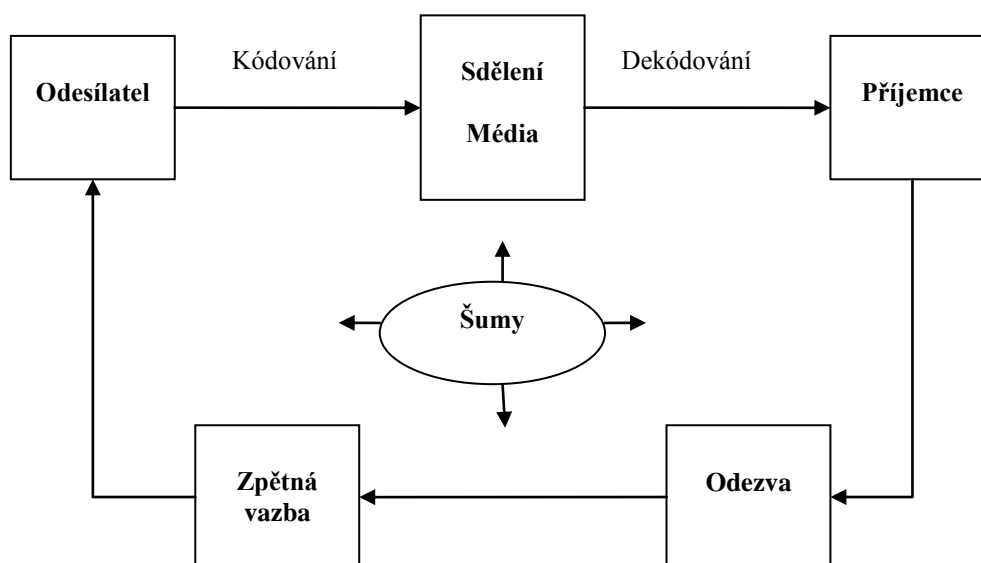 Kódování
Dekódování
Odesílatel
Sdělení
Média
Příjemce
Šumy
Zpětná
vazba
Odezva